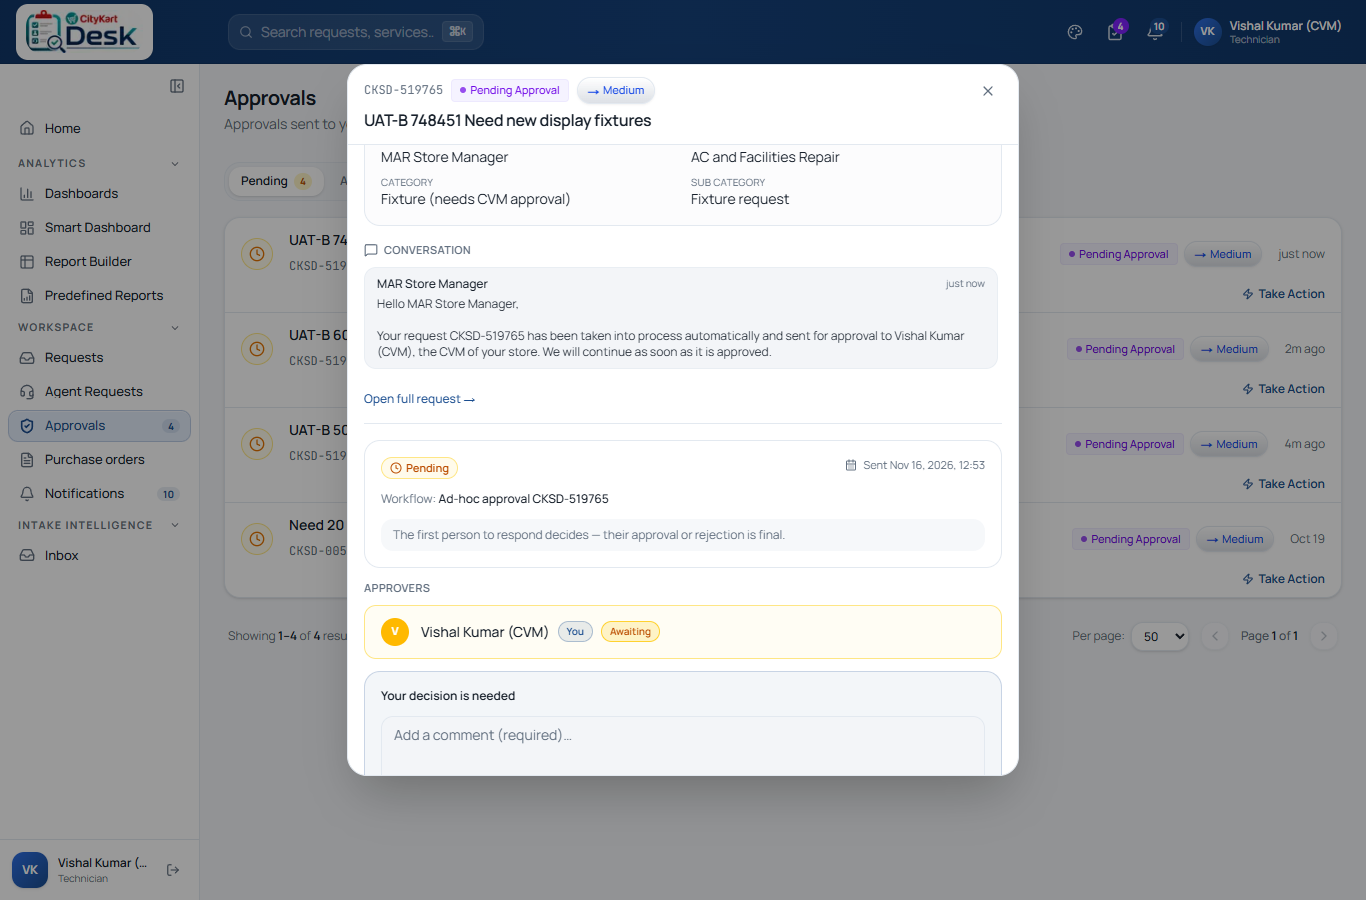 CityKart
Desk
Search requests, services..
⌘K
4
10
VK
Vishal Kumar (CVM)
Technician
Home
ANALYTICS
Dashboards
Smart Dashboard
Report Builder
Predefined Reports
WORKSPACE
Requests
Agent Requests
Approvals
4
Purchase orders
Notifications
10
INTAKE INTELLIGENCE
Inbox
VK
Vishal Kumar (...
Technician
Approvals
Approvals sent to y
Pending
4
A
UAT-B 74
CKSD-519
Pending Approval
→ Medium
just now
Take Action
UAT-B 60
CKSD-519
Pending Approval
→ Medium
2m ago
Take Action
UAT-B 50
CKSD-519
Pending Approval
→ Medium
4m ago
Take Action
Need 20
CKSD-005
Pending Approval
→ Medium
Oct 19
Take Action
Showing 1–4 of 4 resu
Per page:
50
Page 1 of 1
CKSD-519765
Pending Approval
→ Medium
UAT-B 748451 Need new display fixtures
MAR Store Manager
AC and Facilities Repair
CATEGORY
SUB CATEGORY
Fixture (needs CVM approval)
Fixture request
CONVERSATION
MAR Store Manager
just now
Hello MAR Store Manager,
Your request CKSD-519765 has been taken into process automatically and sent for approval to Vishal Kumar
(CVM), the CVM of your store. We will continue as soon as it is approved.
Open full request →
Pending
Sent Nov 16, 2026, 12:53
Workflow: Ad-hoc approval CKSD-519765
The first person to respond decides — their approval or rejection is final.
APPROVERS
V
Vishal Kumar (CVM)
You
Awaiting
Your decision is needed
Add a comment (required)...